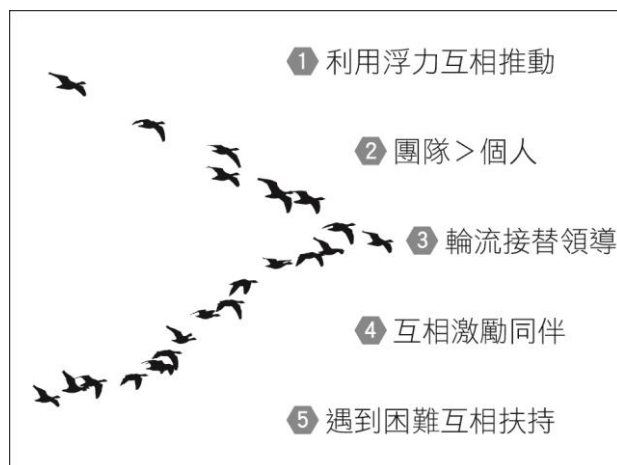 1 利用浮力互相推動
2 團隊＞個人
3 輪流接替領導
4 互相激勵同伴
5 遇到困難互相扶持